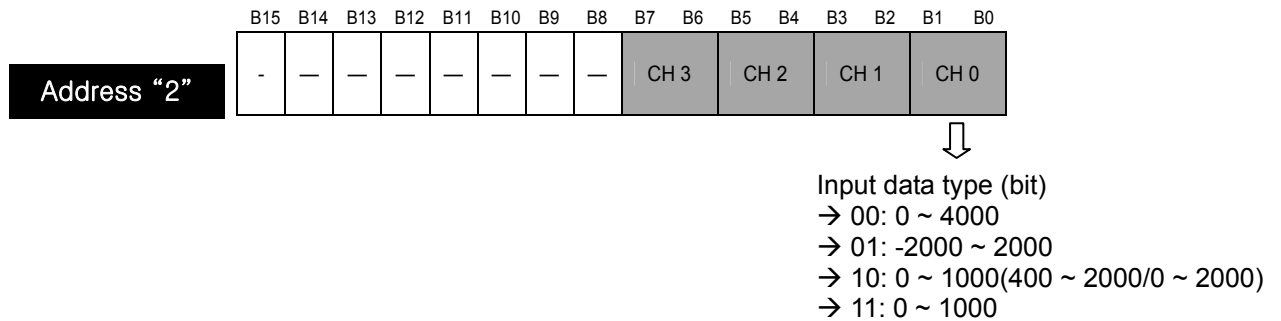 B15 B14 B13 B12 B11 B10 B9 B8 B7 B6 B5 B4 B3 B2 B1 B0
Address “2” - — — — — — — — CH 3 CH 2 CH 1 CH 0
Input data type (bit)
→ 00: 0 ~ 4000
→ 01: -2000 ~ 2000
→ 10: 0 ~ 1000(400 ~ 2000/0 ~ 2000)
→ 11: 0 ~ 1000